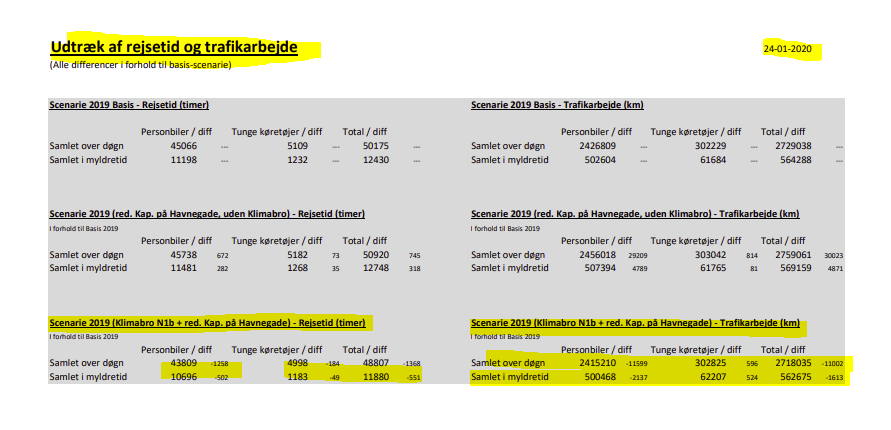 Udtræk af rejsetid og trafikarbejde 24-01-2020
(Alle differencer i forhold til basis-scenarie)
Scenarie 2019 Basis - Rejsetid (timer) Scenarie 2019 Basis - Trafikarbejde (km)
Personbiler / diff Tunge køretøjer / diff Total / diff Personbiler / diff Tunge køretøjer / diff Total / diff
Samlet over døgn 45066 --- 5109 --- 50175 --- Samlet over døgn 2426809 --- 302229 --- 2729038 ---
Samlet i myldretid 11198 --- 1232 --- 12430 --- Samlet i myldretid 502604 --- 61684 --- 564288 ---
Scenarie 2019 (red. Kap. på Havnegade, uden Klimabro) - Rejsetid (timer) Scenarie 2019 (red. Kap. på Havnegade, uden Klimabro) - Trafikarbejde (km)
I forhold til Basis 2019 I forhold til Basis 2019
Personbiler / diff Tunge køretøjer / diff Total / diff Personbiler / diff Tunge køretøjer / diff Total / diff
Samlet over døgn 45738 672 5182 73 50920 745 Samlet over døgn 2456018 29209 303042 814 2759061 30023
Samlet i myldretid 11481 282 1268 35 12748 318 Samlet i myldretid 507394 4789 61765 81 569159 4871
Scenarie 2019 (Klimabro N1b + red. Kap. på Havnegade) - Rejsetid (timer) Scenarie 2019 (Klimabro N1b + red. Kap. på Havnegade) - Trafikarbejde (km)
I forhold til Basis 2019 I forhold til Basis 2019
Personbiler / diff Tunge køretøjer / diff Total / diff Personbiler / diff Tunge køretøjer / diff Total / diff
Samlet over døgn 43809 -1258 4998 -184 48807 -1368 Samlet over døgn 2415210 -11599 302825 596 2718035 -11002
Samlet i myldretid 10696 -502 1183 -49 11880 -551 Samlet i myldretid 500468 -2137 62207 524 562675 -1613